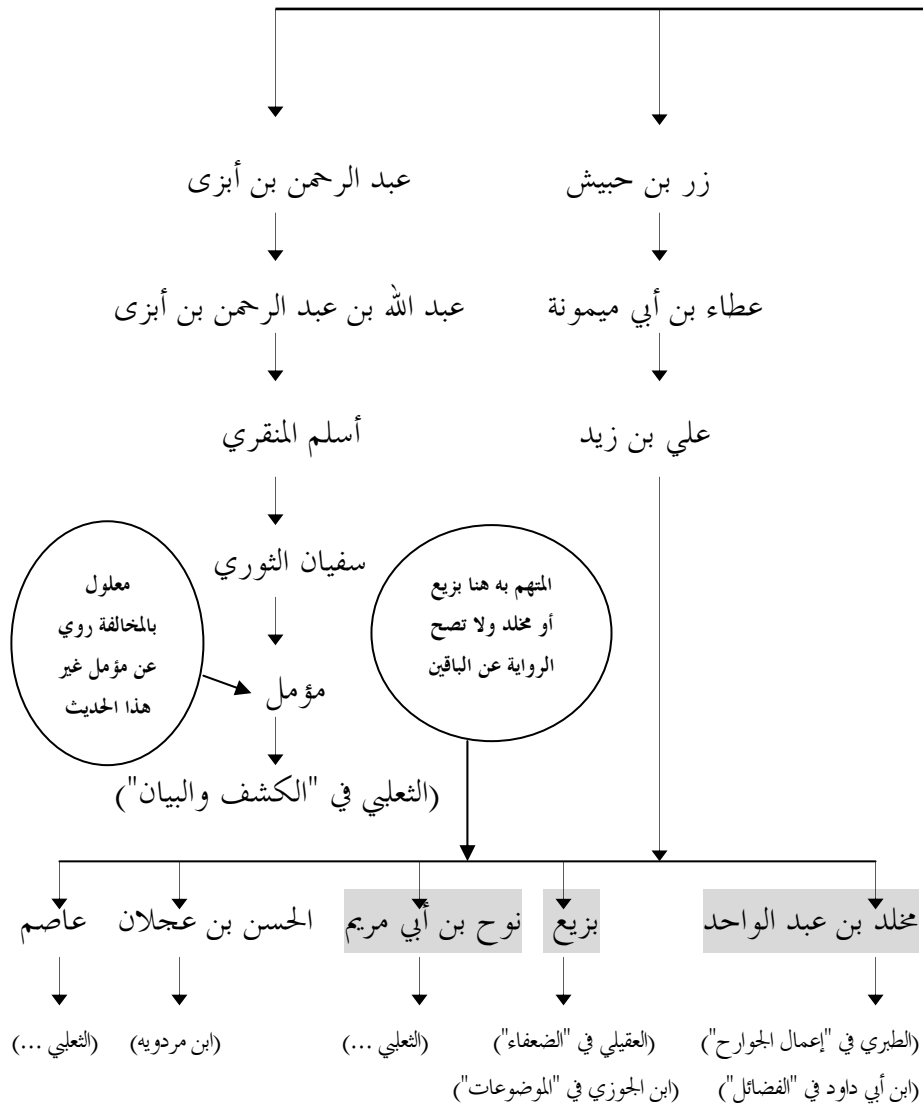 زر بن حبيش
عبد الرحمن بن أبزى
عطاء بن أبي ميمونة
عبد الله بن عبد الرحمن بن أبزى
علي بن زيد
أسلم المنقري
سفيان الثوري
المتهم به هنا بزيع
أو مخلد ولا تصح
الرواية عن الباقين
معلول
بالمخالفة روي
عن مؤمل غير
هذا الحديث
مؤمل
(الثعلبي في "الكشف والبيان")
مخلد بن عبد الواحد
بزيع
نوح بن أبي مريم
الحسن بن عجلان
عاصم
(الطبري في "إعمال الجوارح")
(ابن أبي داود في "الفضائل")
(العقيلي في "الضعفاء")
(ابن الجوزي في "الموضوعات")
(الثعلبي ...)
(ابن مردويه)
(الثعلبي ...)